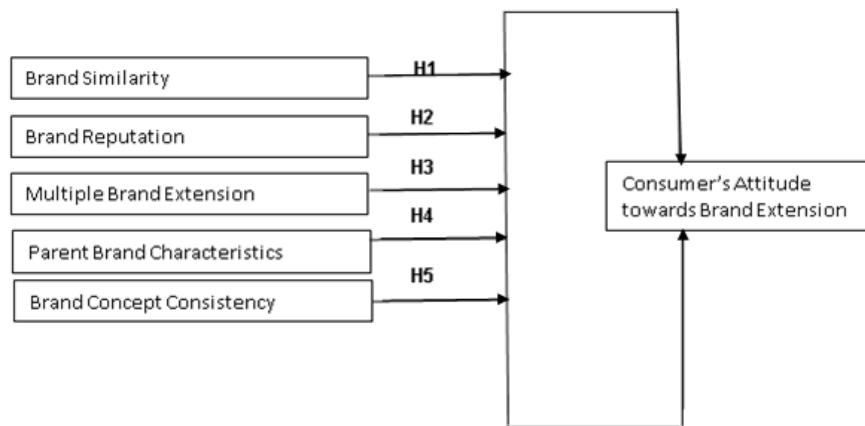 H1
Brand Similarity
H2
Brand Reputation
H3
Multiple Brand Extension
H4
Parent Brand Characteristics
H5
Brand Concept Consistency
Consumer's Attitude
towards Brand Extension